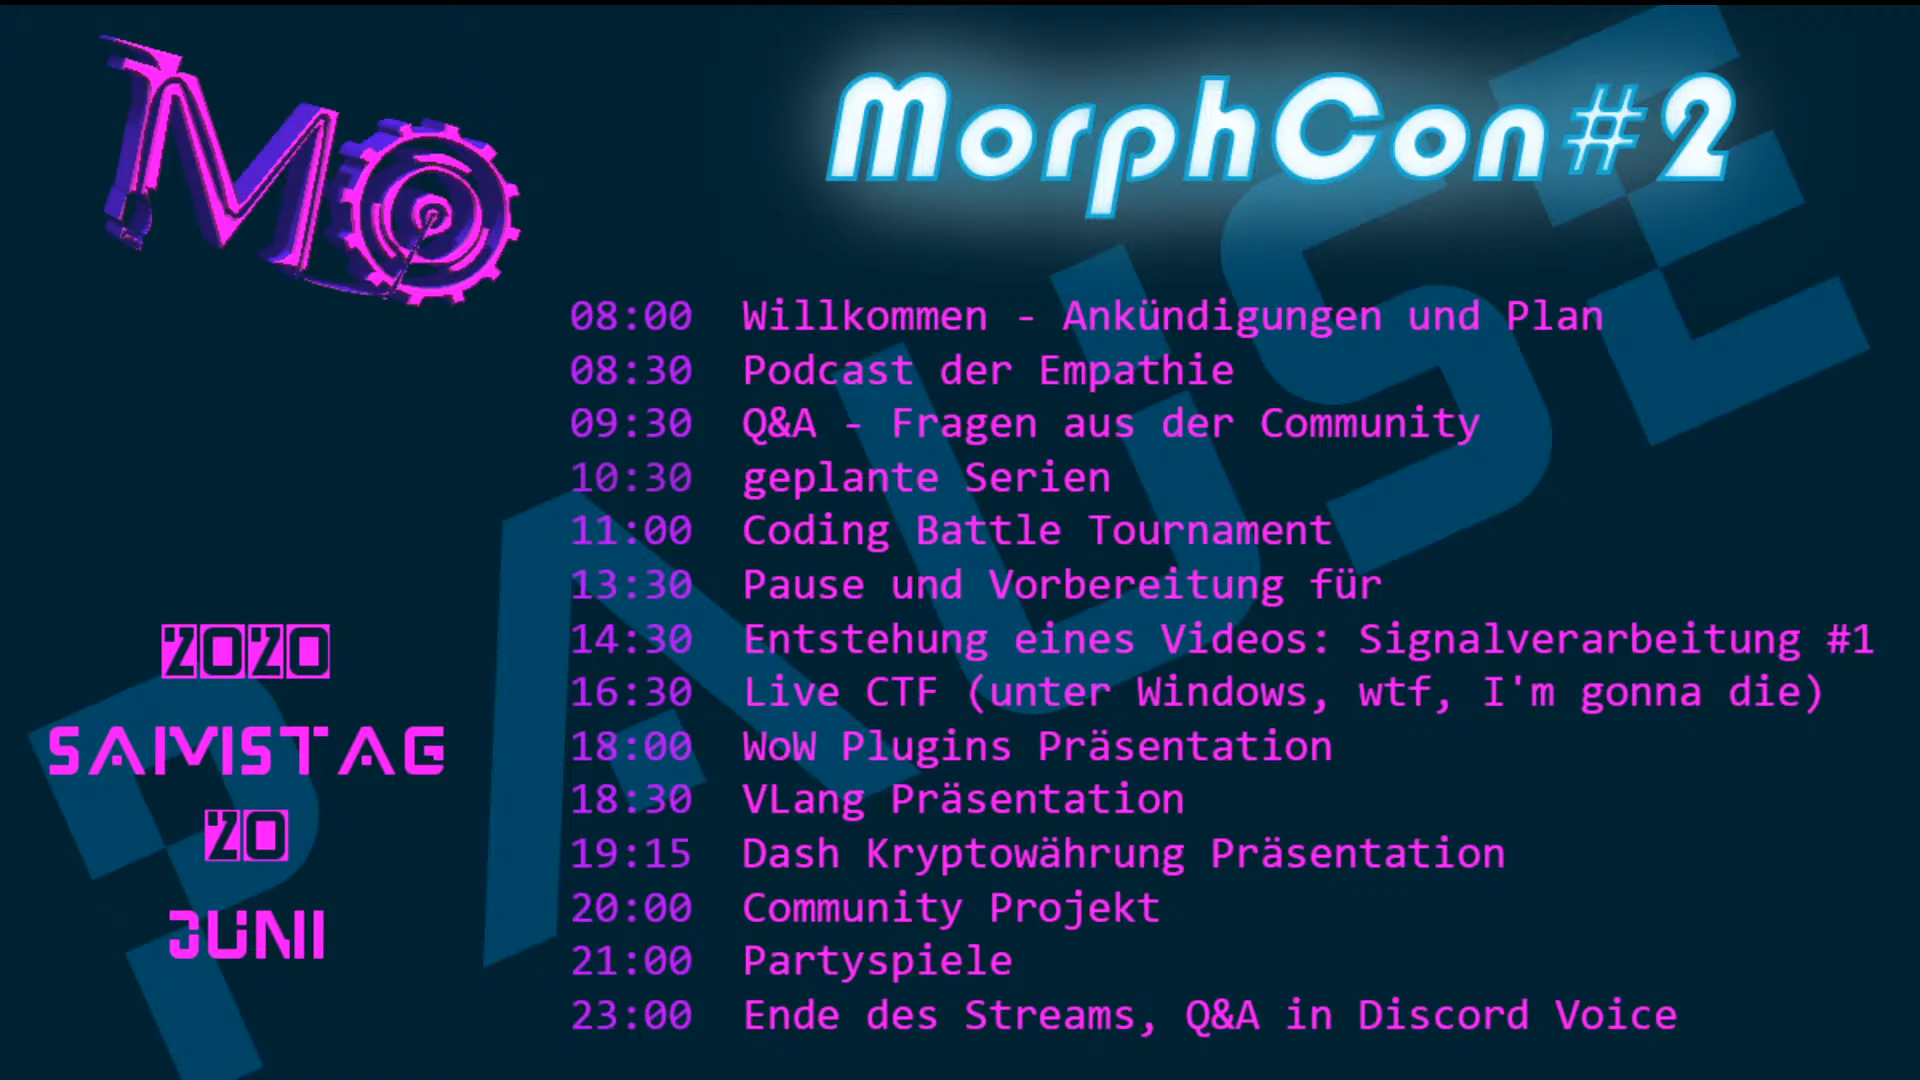 MO
MorphCon#2
08:00 Willkommen - Ankündigungen und Plan
08:30 Podcast der Empathie
09:30 Q&A - Fragen aus der Community
10:30 geplante Serien
11:00 Coding Battle Tournament
13:30 Pause und Vorbereitung für
14:30 Entstehung eines Videos: Signalverarbeitung #1
16:30 Live CTF (unter Windows, wtf, I'm gonna die)
18:00 WoW Plugins Präsentation
18:30 VLang Präsentation
19:15 Dash Kryptowährung Präsentation
20:00 Community Projekt
21:00 Partyspiele
23:00 Ende des Streams, Q&A in Discord Voice
2020
SAMSTAG
20
JUNI
PAUSE